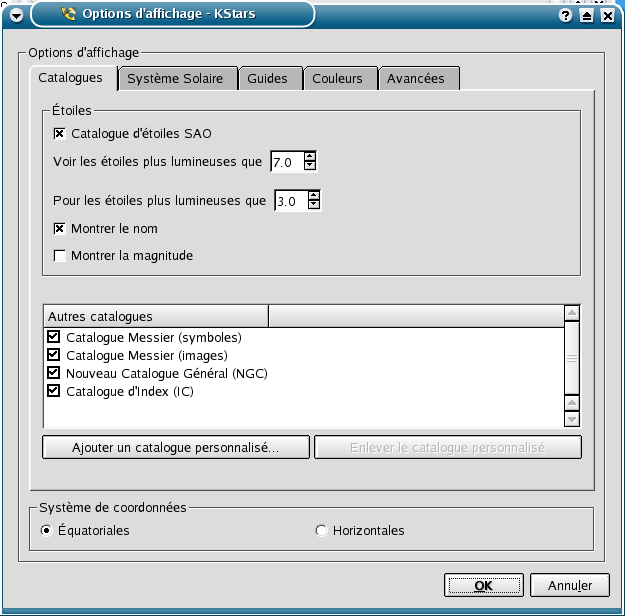 Options d'affichage - KStars
Options d'affichage
Catalogues Système Solaire Guides Couleurs Avancées
Étoiles
Catalogue d'étoiles SAO
Voir les étoiles plus lumineuses que 7.0
Pour les étoiles plus lumineuses que 3.0
Montrer le nom
Montrer la magnitude
Autres catalogues
Catalogue Messier (symboles)
Catalogue Messier (images)
Nouveau Catalogue Général (NGC)
Catalogue d'Index (IC)
Ajouter un catalogue personnalisé... Enlever le catalogue personnalisé
Système de coordonnées
Équatoriales Horizontales
OK Annuler